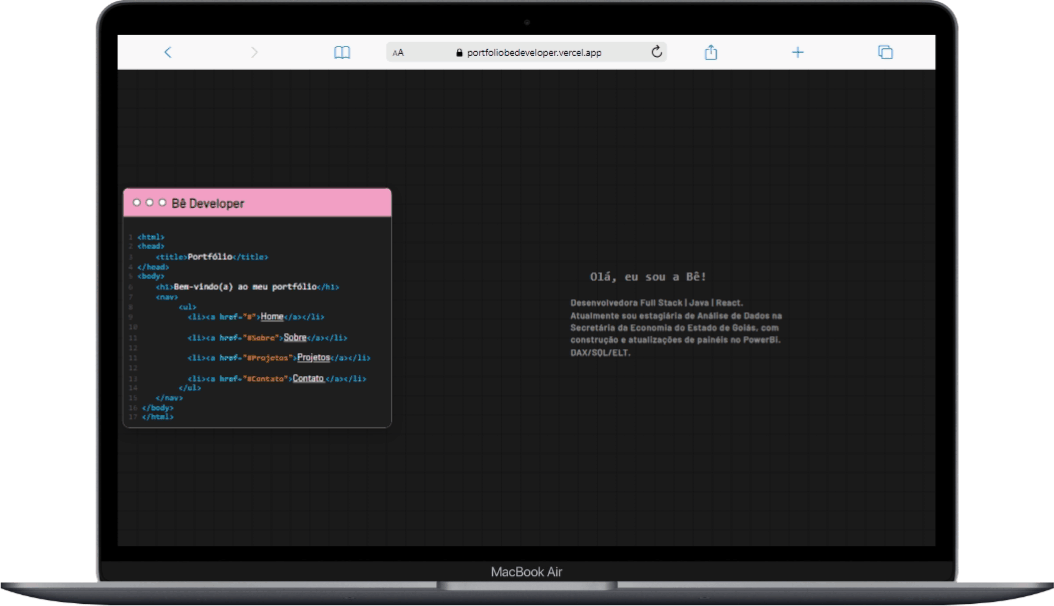 AA portfoliobedeveloper.vercel.app
Bê Developer
1 <html>
2 <head>
3 <title>Portfólio</title>
4 </head>
5 <body>
6 <h1>Bem-vindo(a) ao meu portfólio</h1>
7 <nav>
8 <ul>
9 <li><a href="#">Home</a></li>
10
11 <li><a href="#Sobre">Sobre</a></li>
<li><a href="#Projetos">Projetos</a></li>
<li><a href="#Contato">Contato </a></li>
14 </ul>
15 </nav>
16 </body>
17 </html>
Olá, eu sou a Bê!
Desenvolvedora Full Stack | Java | React.
Atualmente sou estagiária de Análise de Dados na
Secretária da Economia do Estado de Goiás, com
construção e atualizações de painéis no PowerBi.
DAX/SQL/ELT.
MacBook Air